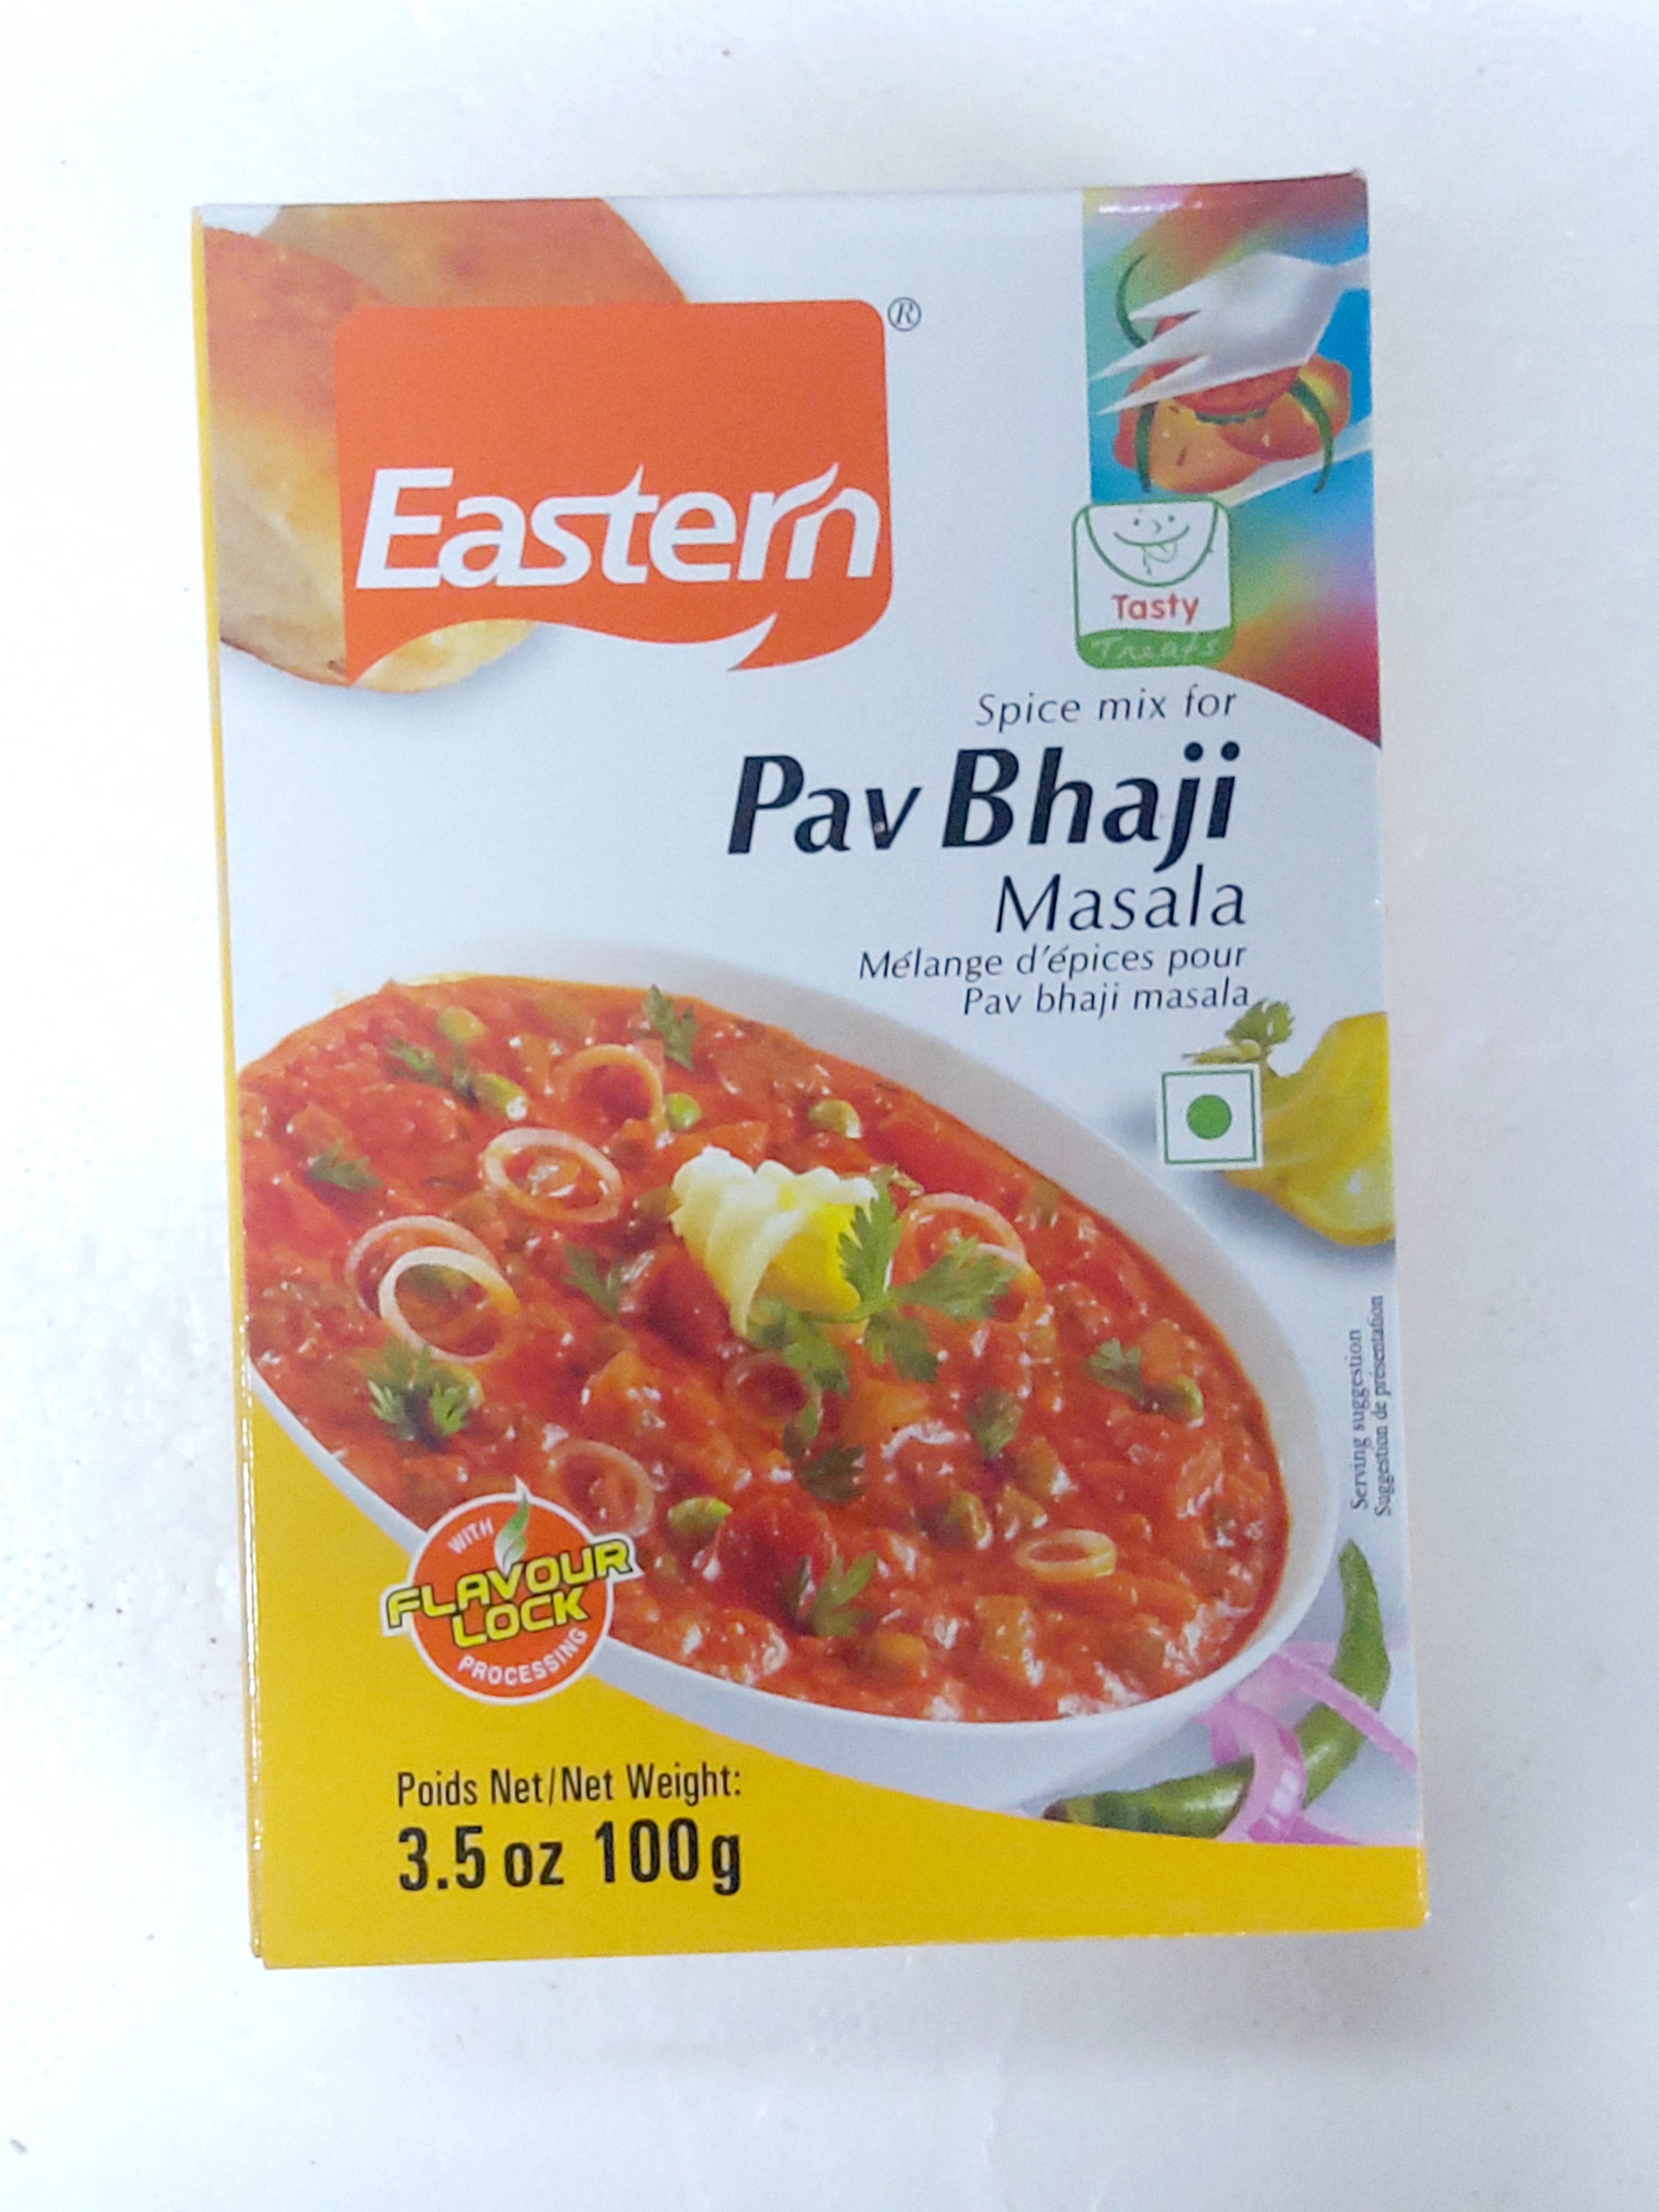 Eastern®
Tasty
Treats
Spice mix for
Pav Bhaji
Masala
Mélange d'épices pour
Pav bhaji masala
Serving suggestion
Suggestion de présentation
WITH
FLAVOUR
LOCK
PROCESSING
Poids Net/Net Weight:
3.5 oz 100g